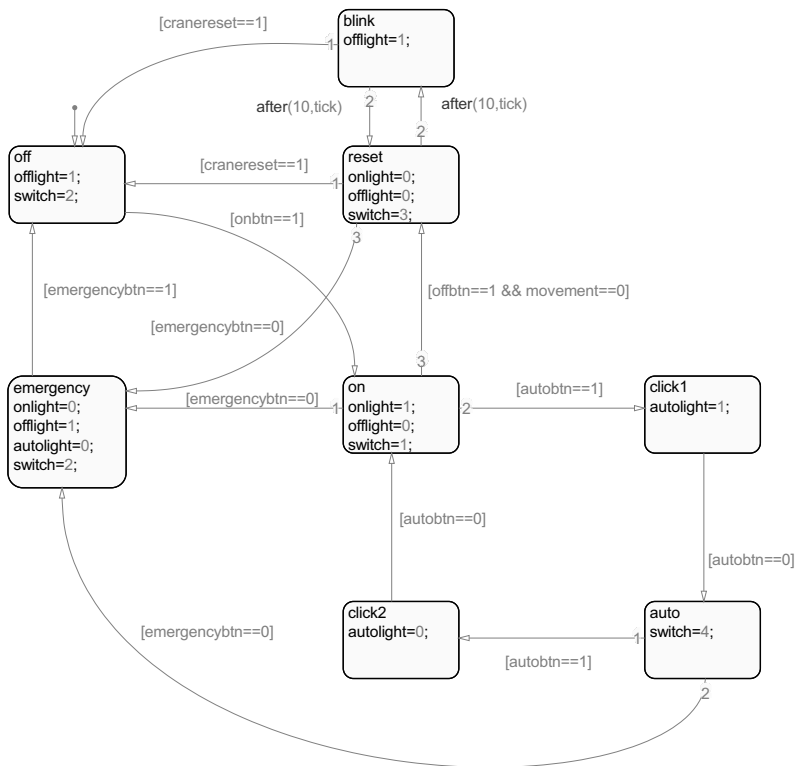 blink
offlight=1;
[cranereset==1]
1
2
after(10,tick)
after(10,tick)
2
off
offlight=1;
switch=2;
reset
onlight=0;
offlight=0;
switch=3;
[cranereset==1]
1
3
[onbtn==1]
[emergencybtn==1]
[offbtn==1 && movement==0]
[emergencybtn==0]
3
emergency
onlight=0;
offlight=1;
autolight=0;
switch=2;
[emergencybtn==0]
1
on
onlight=1;
offlight=0;
switch=1;
2
[autobtn==1]
click1
autolight=1;
[autobtn==0]
[autobtn==0]
click2
autolight=0;
auto
switch=4;
1
[autobtn==1]
[emergencybtn==0]
2